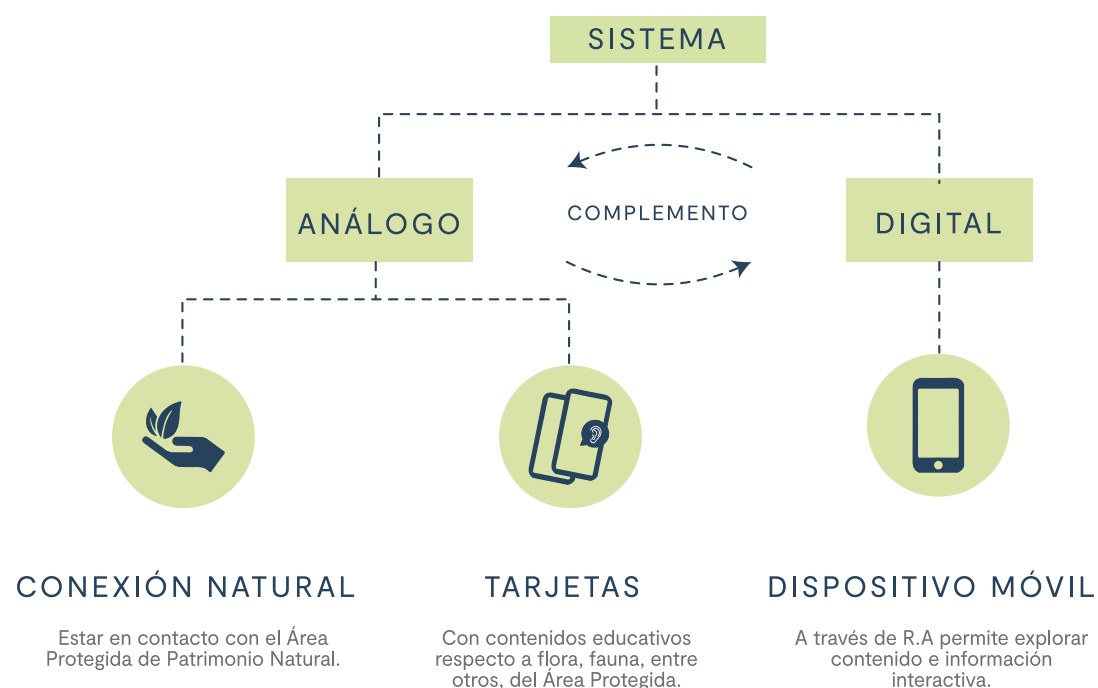 SISTEMA
COMPLEMENTO
ANÁLOGO
DIGITAL
CONEXIÓN NATURAL
Estar en contacto con el Área
Protegida de Patrimonio Natural.
TARJETAS
Con contenidos educativos
respecto a flora, fauna, entre
otros, del Área Protegida.
DISPOSITIVO MÓVIL
A través de R.A permite explorar
contenido e información
interactiva.